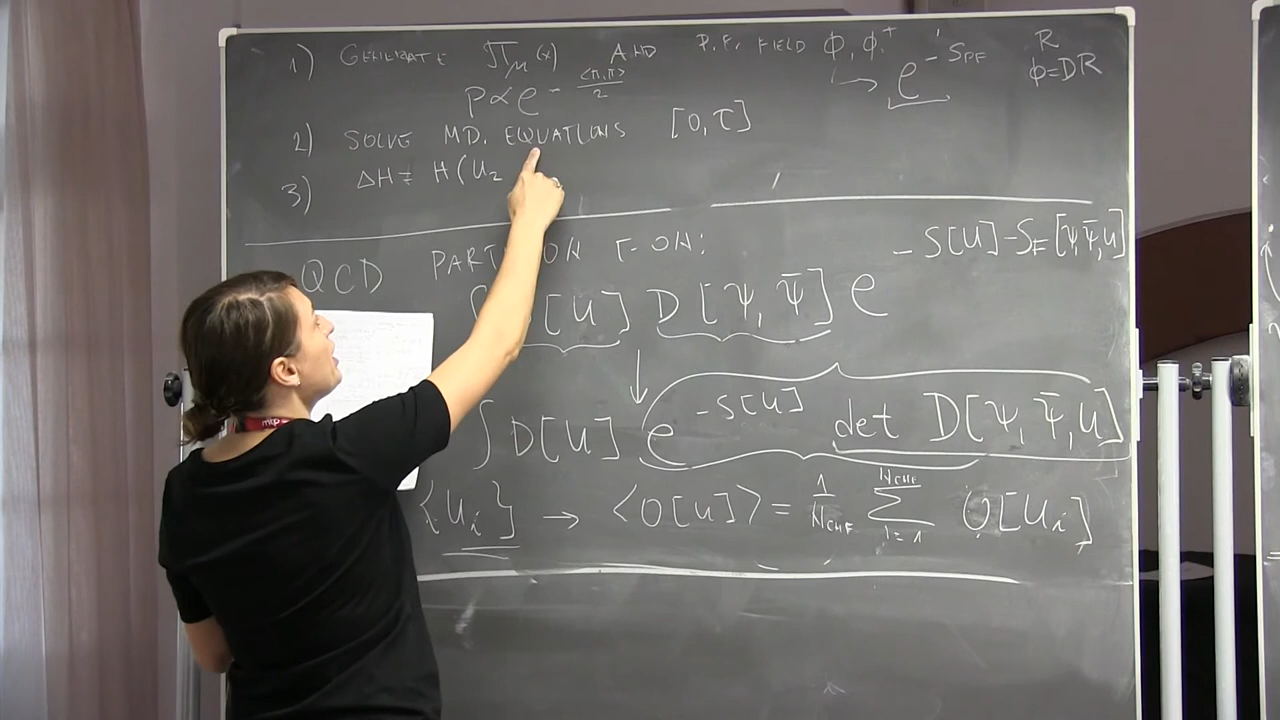 1) GENERATE Πμ(x) AND P.F. FIELD ϕ, ϕ⁺ ↳ e^-S_PF R ϕ=DR
P∝e^-<π,π>/2
2) SOLVE MD. EQUATIONS [0,τ]
3) ΔH= H(U₂
QCD PARTITION F-ON:
[U] D[ψ,ψ̄] e^-S[U]-S_F[ψ,ψ̄,U]
∫D[U] e^-S[U] det D[ψ,ψ̄,U]
{U_i} → <O[U]> = 1/N_CNF Σ_{i=1}^{N_CNF} O[U_i]